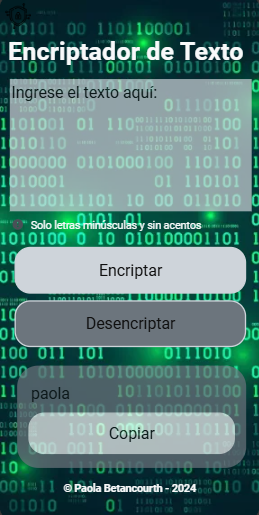 Encriptador de Texto
Ingrese el texto aquí:
Solo letras minúsculas y sin acentos
Encriptar
Desencriptar
paola
Copiar
© Paola Betancourth - 2024